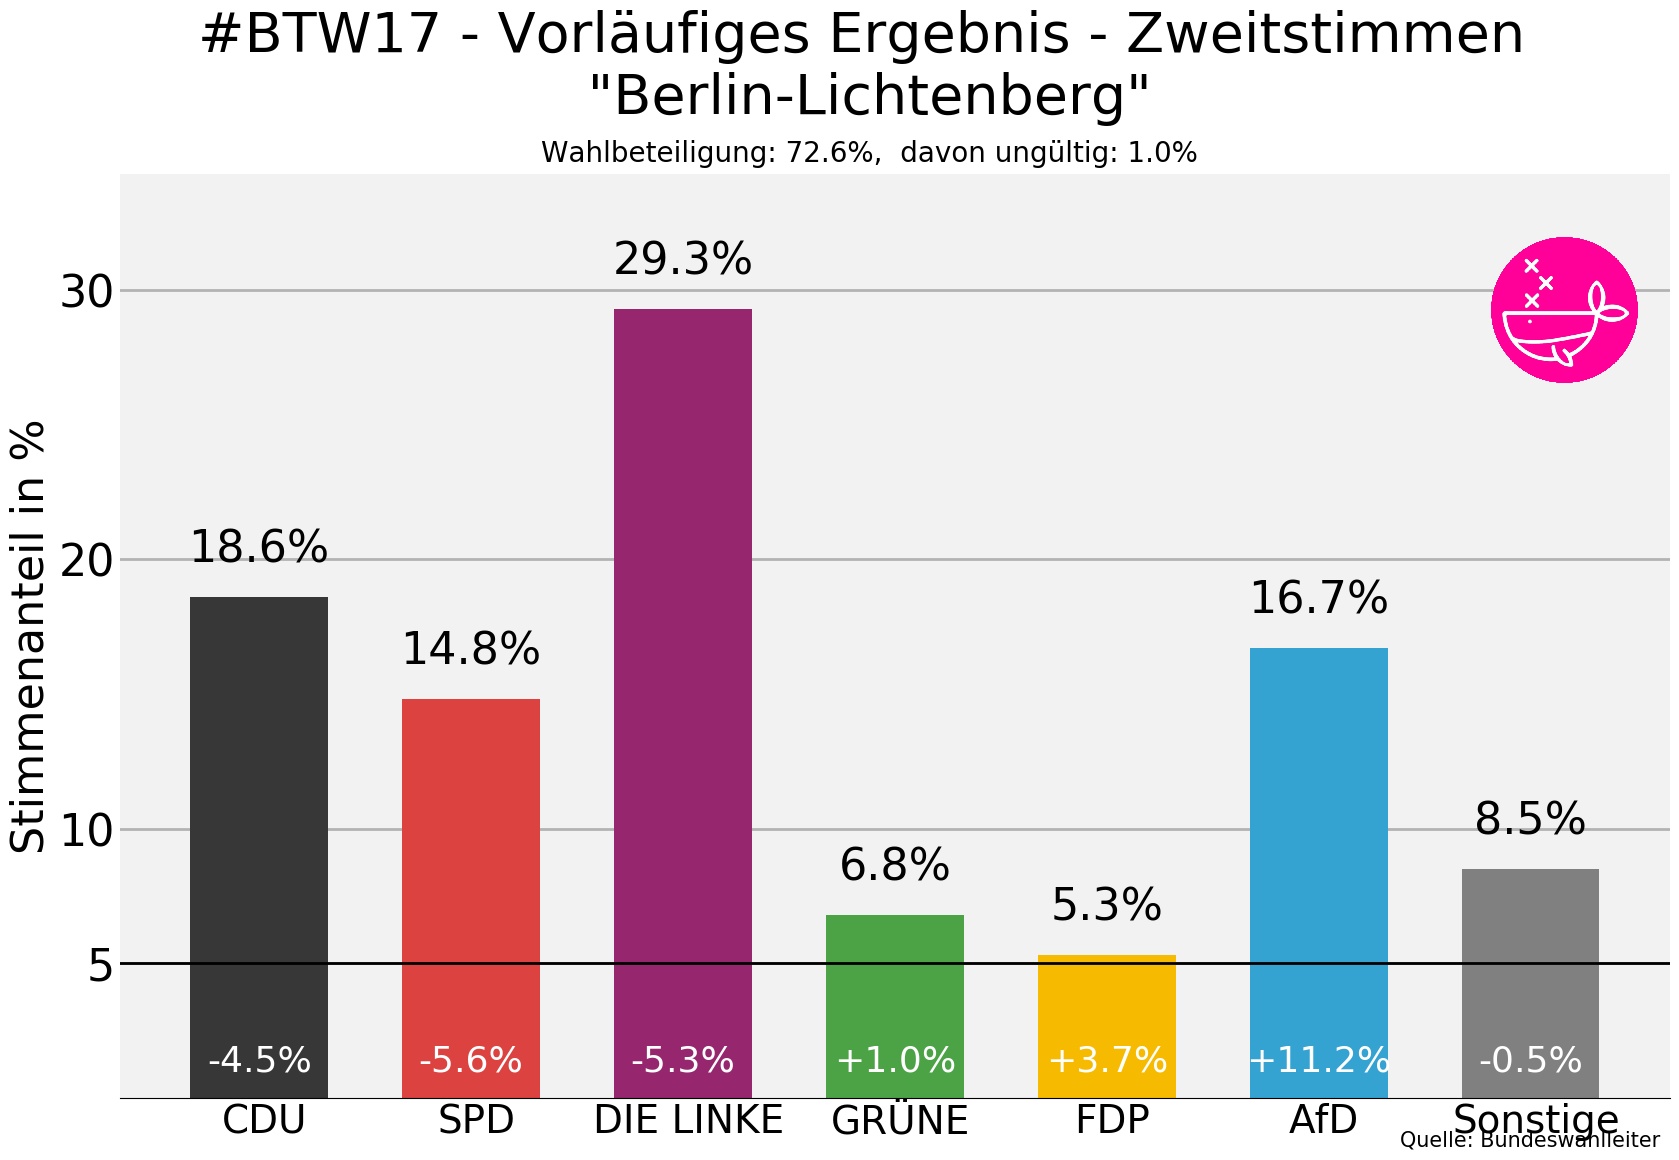 #BTW17 - Vorläufiges Ergebnis - Zweitstimmen
"Berlin-Lichtenberg"
Wahlbeteiligung: 72.6%,  davon ungültig: 1.0%
Stimmenanteil in %
30
20
10
5
18.6%
14.8%
29.3%
6.8%
5.3%
16.7%
8.5%
-4.5%
-5.6%
-5.3%
+1.0%
+3.7%
+11.2%
-0.5%
CDU
SPD
DIE LINKE
GRÜNE
FDP
AfD
Sonstige
Quelle: Bundeswahlleiter